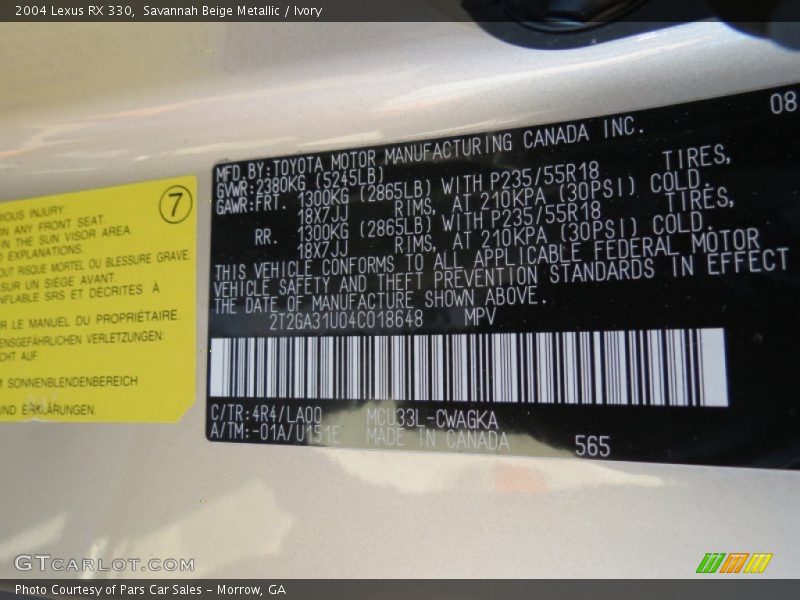 2004 Lexus RX 330, Savannah Beige Metallic / Ivory
08
MFD. BY: TOYOTA MOTOR MANUFACTURING CANADA INC.
GVWR: 2380KG (5245LB)
GAWR: FRT. 1300KG (2865LB) WITH P235/55R18 TIRES,
18X7JJ RIMS, AT 210KPA (30PSI) COLD.
RR. 1300KG (2865LB) WITH P235/55R18 TIRES,
18X7JJ RIMS, AT 210KPA (30PSI) COLD.
THIS VEHICLE CONFORMS TO ALL APPLICABLE FEDERAL MOTOR
VEHICLE SAFETY AND THEFT PREVENTION STANDARDS IN EFFECT
THE DATE OF MANUFACTURE SHOWN ABOVE.
2T2GA31U04C018648 MPV
C/TR: 4R4/LA00 MCU33L-CWAGKA
A/TM: -01A/U151E MADE IN CANADA 565
7
INJURY.
IN ANY FRONT SEAT.
IN THE SUN VISOR AREA.
EXPLANATIONS.
RISQUE MORTEL OU BLESSURE GRAVE.
SUR UN SIÈGE AVANT.
SRS ET DÉCRITES À
LE MANUEL DU PROPRIÉTAIRE.
VERLETZUNGEN:
AUF
SONNENBLENDENBEREICH
ERKLÄRUNGEN.
GTCarlot.com
Photo Courtesy of Pars Car Sales - Morrow, GA